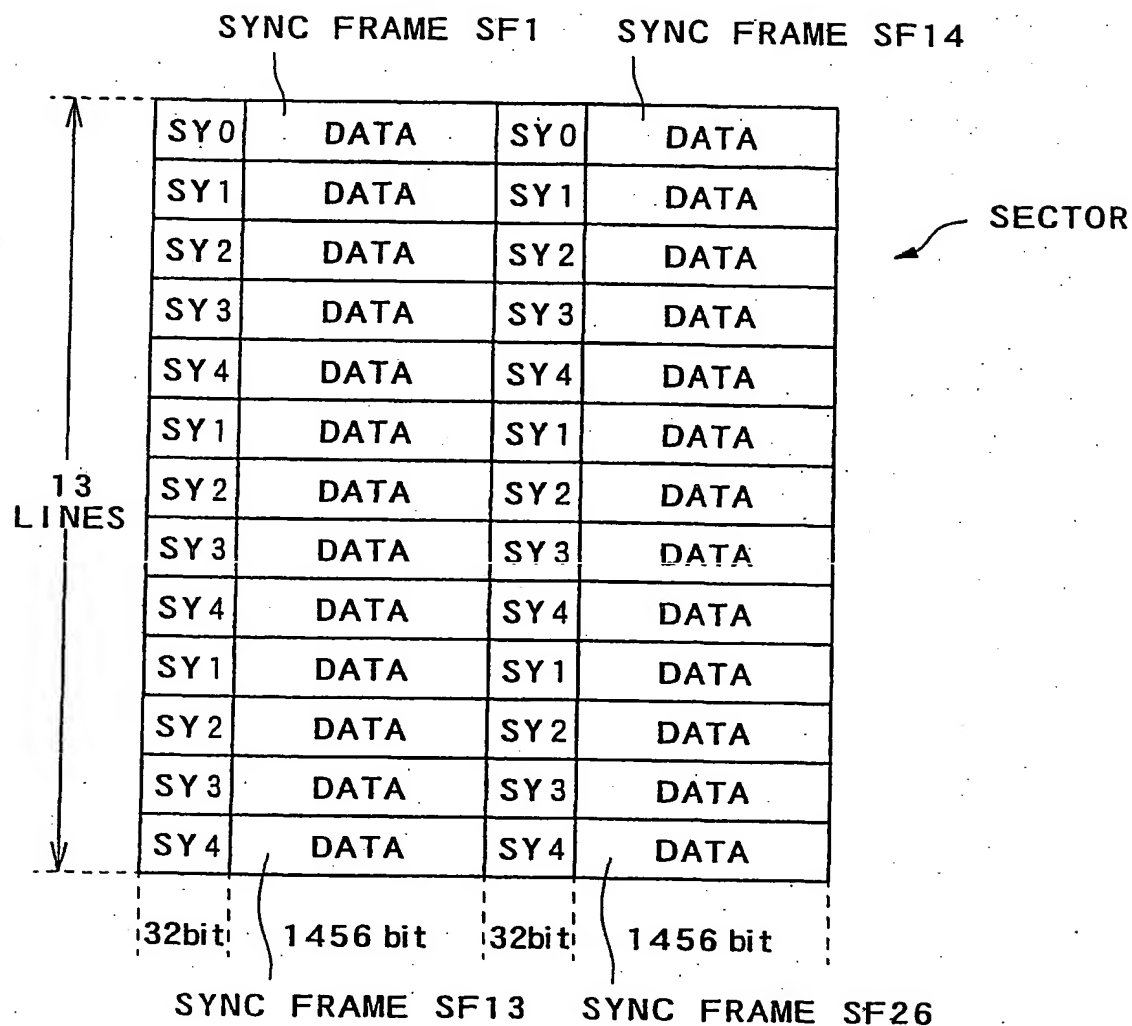 SYNC FRAME SF1 SYNC FRAME SF14
SY0 DATA SY0 DATA
SY1 DATA SY1 DATA
SECTOR
SY2 DATA SY2 DATA
SY3 DATA SY3 DATA
SY4 DATA SY4 DATA
SY1 DATA SY1 DATA
13
LINES
SY2 DATA SY2 DATA
SY3 DATA SY3 DATA
SY4 DATA SY4 DATA
SY1 DATA SY1 DATA
SY2 DATA SY2 DATA
SY3 DATA SY3 DATA
SY4 DATA SY4 DATA
32bit 1456 bit 32bit 1456 bit
SYNC FRAME SF13 SYNC FRAME SF26